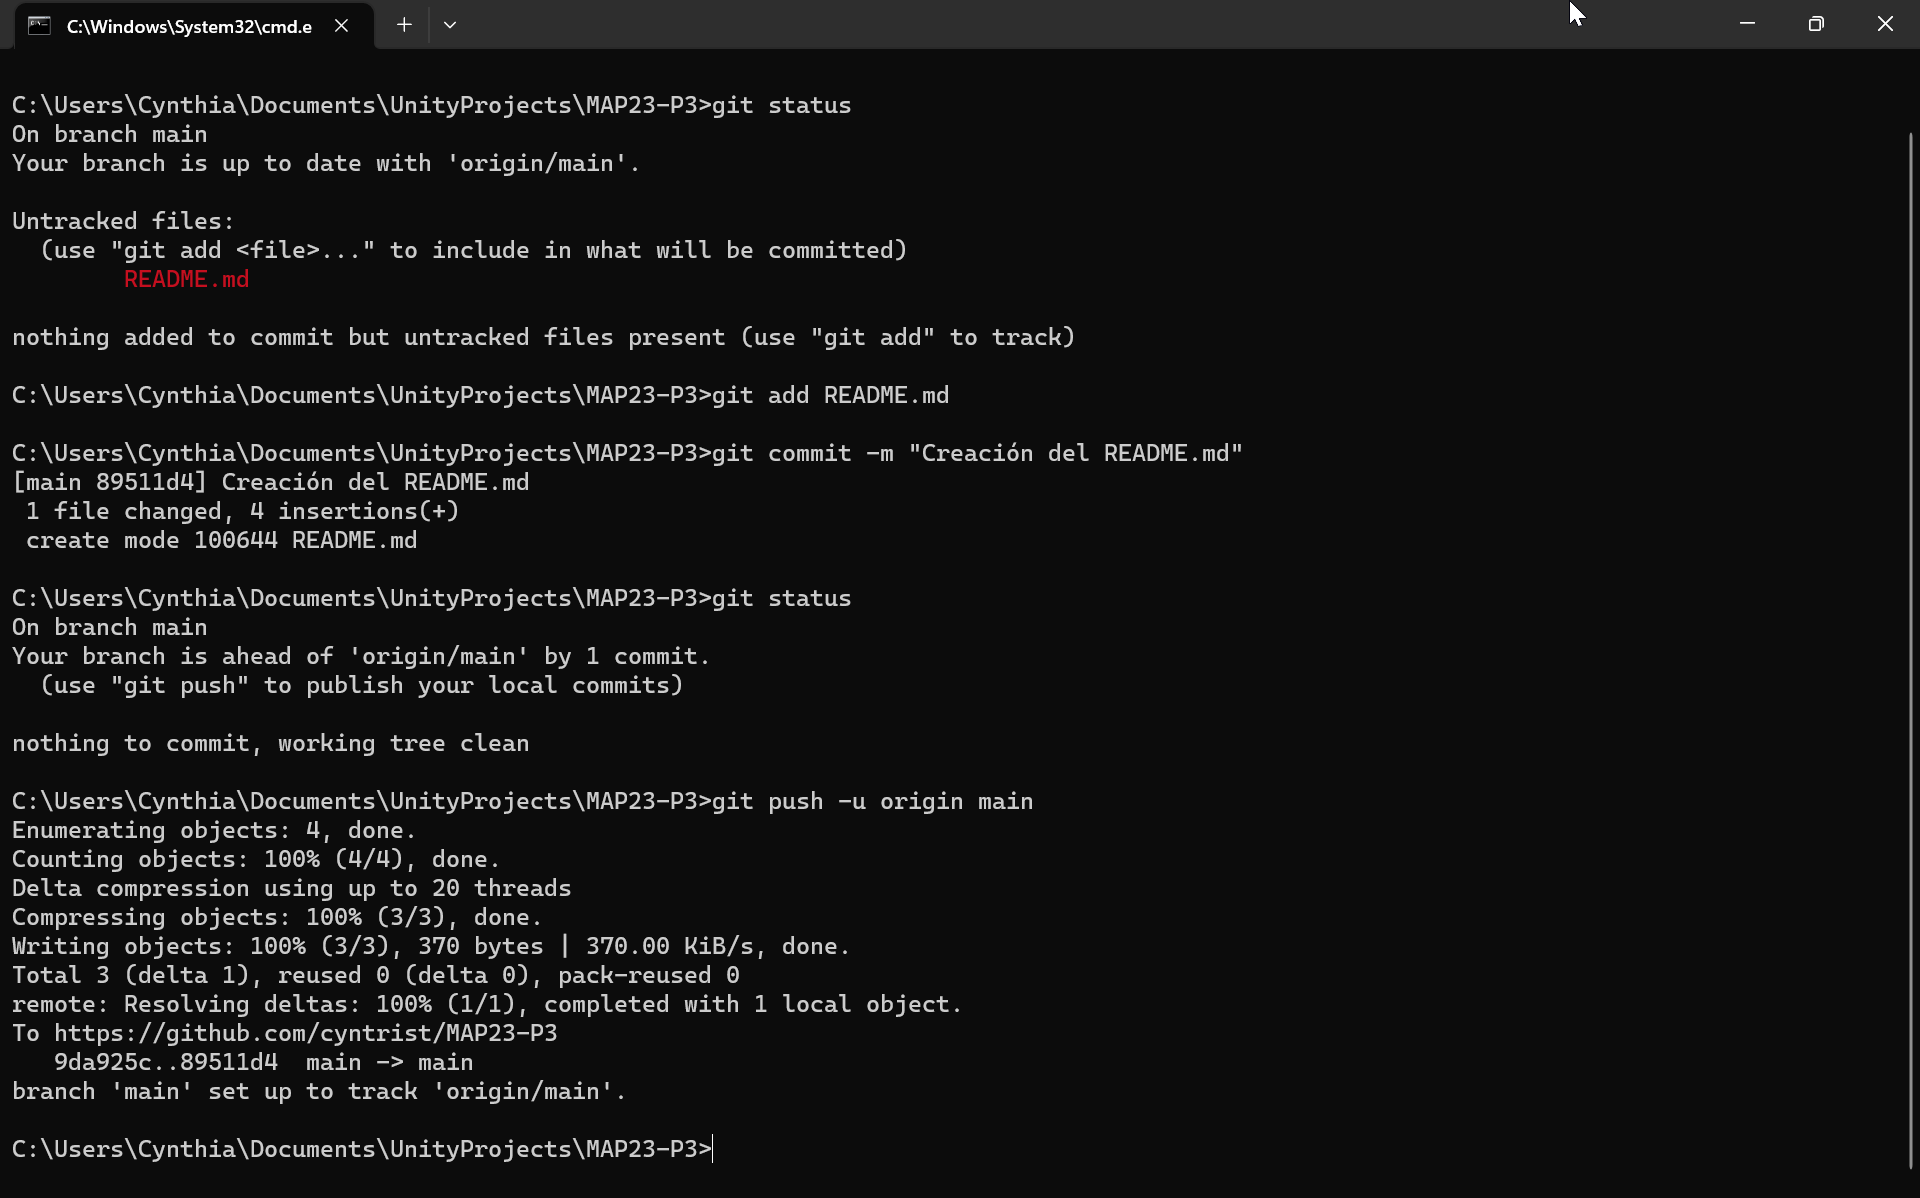 C:\Windows\System32\cmd.e
C:\Users\Cynthia\Documents\UnityProjects\MAP23-P3>git status
On branch main
Your branch is up to date with 'origin/main'.
Untracked files:
  (use "git add <file>..." to include in what will be committed)
        README.md
nothing added to commit but untracked files present (use "git add" to track)
C:\Users\Cynthia\Documents\UnityProjects\MAP23-P3>git add README.md
C:\Users\Cynthia\Documents\UnityProjects\MAP23-P3>git commit -m "Creación del README.md"
[main 89511d4] Creación del README.md
 1 file changed, 4 insertions(+)
 create mode 100644 README.md
C:\Users\Cynthia\Documents\UnityProjects\MAP23-P3>git status
On branch main
Your branch is ahead of 'origin/main' by 1 commit.
  (use "git push" to publish your local commits)
nothing to commit, working tree clean
C:\Users\Cynthia\Documents\UnityProjects\MAP23-P3>git push -u origin main
Enumerating objects: 4, done.
Counting objects: 100% (4/4), done.
Delta compression using up to 20 threads
Compressing objects: 100% (3/3), done.
Writing objects: 100% (3/3), 370 bytes | 370.00 KiB/s, done.
Total 3 (delta 1), reused 0 (delta 0), pack-reused 0
remote: Resolving deltas: 100% (1/1), completed with 1 local object.
To https://github.com/cyntrist/MAP23-P3
   9da925c..89511d4  main -> main
branch 'main' set up to track 'origin/main'.
C:\Users\Cynthia\Documents\UnityProjects\MAP23-P3>